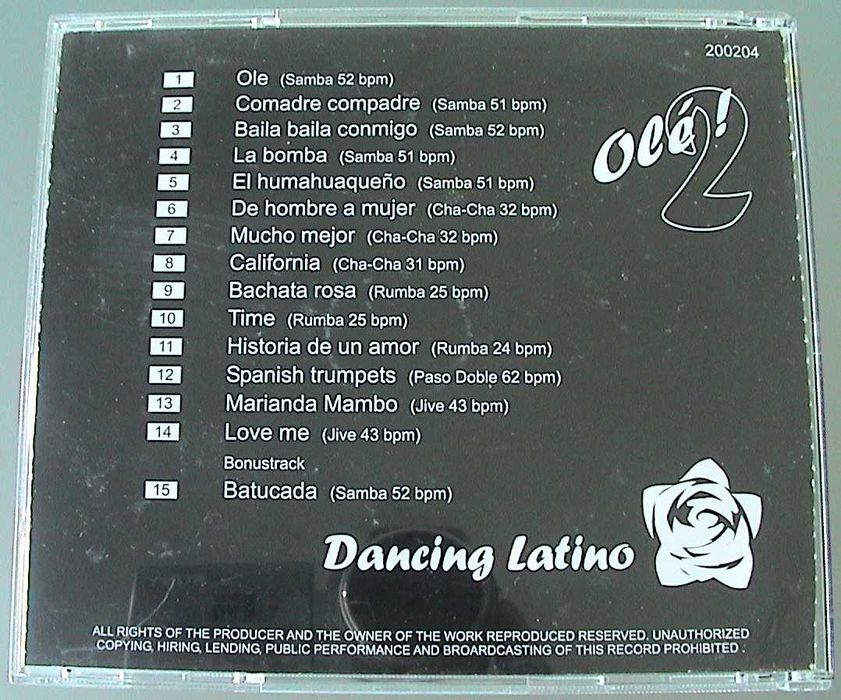 200204
Olé! 2
1 Ole (Samba 52 bpm)
2 Comadre compadre (Samba 51 bpm)
3 Baila baila conmigo (Samba 52 bpm)
4 La bomba (Samba 51 bpm)
5 El humahuaqueño (Samba 51 bpm)
6 De hombre a mujer (Cha-Cha 32 bpm)
7 Mucho mejor (Cha-Cha 32 bpm)
8 California (Cha-Cha 31 bpm)
9 Bachata rosa (Rumba 25 bpm)
10 Time (Rumba 25 bpm)
11 Historia de un amor (Rumba 24 bpm)
12 Spanish trumpets (Paso Doble 62 bpm)
13 Marianda Mambo (Jive 43 bpm)
14 Love me (Jive 43 bpm)
Bonustrack
15 Batucada (Samba 52 bpm)
Dancing Latino
ALL RIGHTS OF THE PRODUCER AND THE OWNER OF THE WORK REPRODUCED RESERVED. UNAUTHORIZED
COPYING, HIRING, LENDING, PUBLIC PERFORMANCE AND BROARDCASTING OF THIS RECORD PROHIBITED .